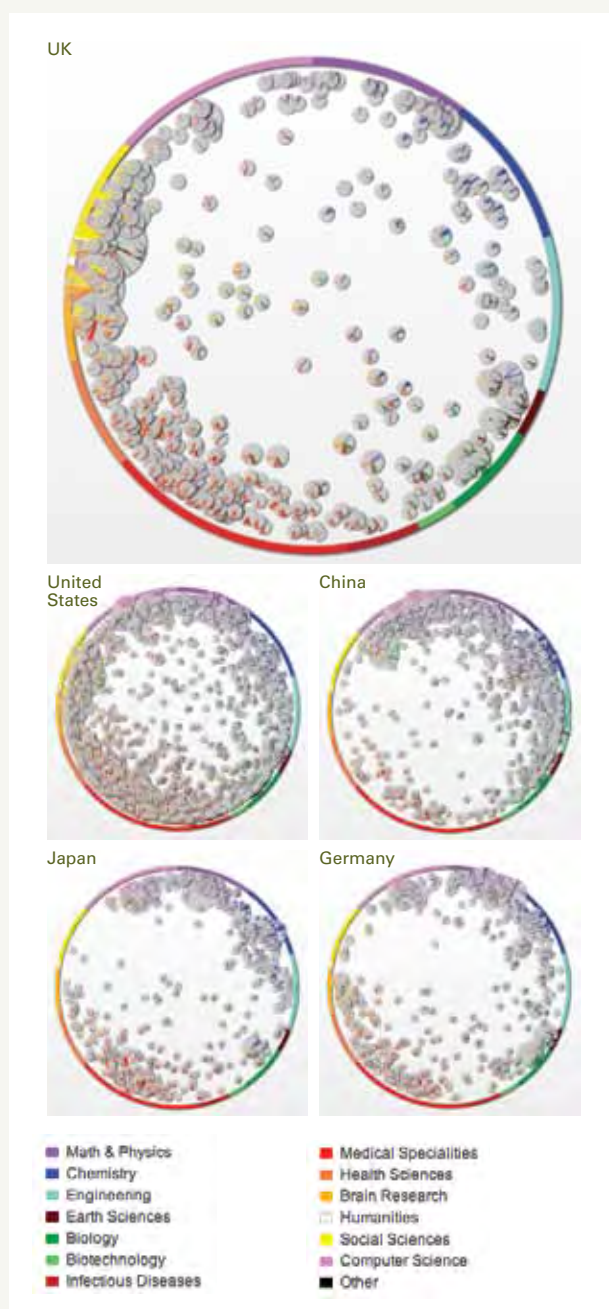 UK
United
States
China
Japan
Germany
Math & Physics
Chemistry
Engineering
Earth Sciences
Biology
Biotechnology
Infectious Diseases
Medical Specialities
Health Sciences
Brain Research
Humanities
Social Sciences
Computer Science
Other